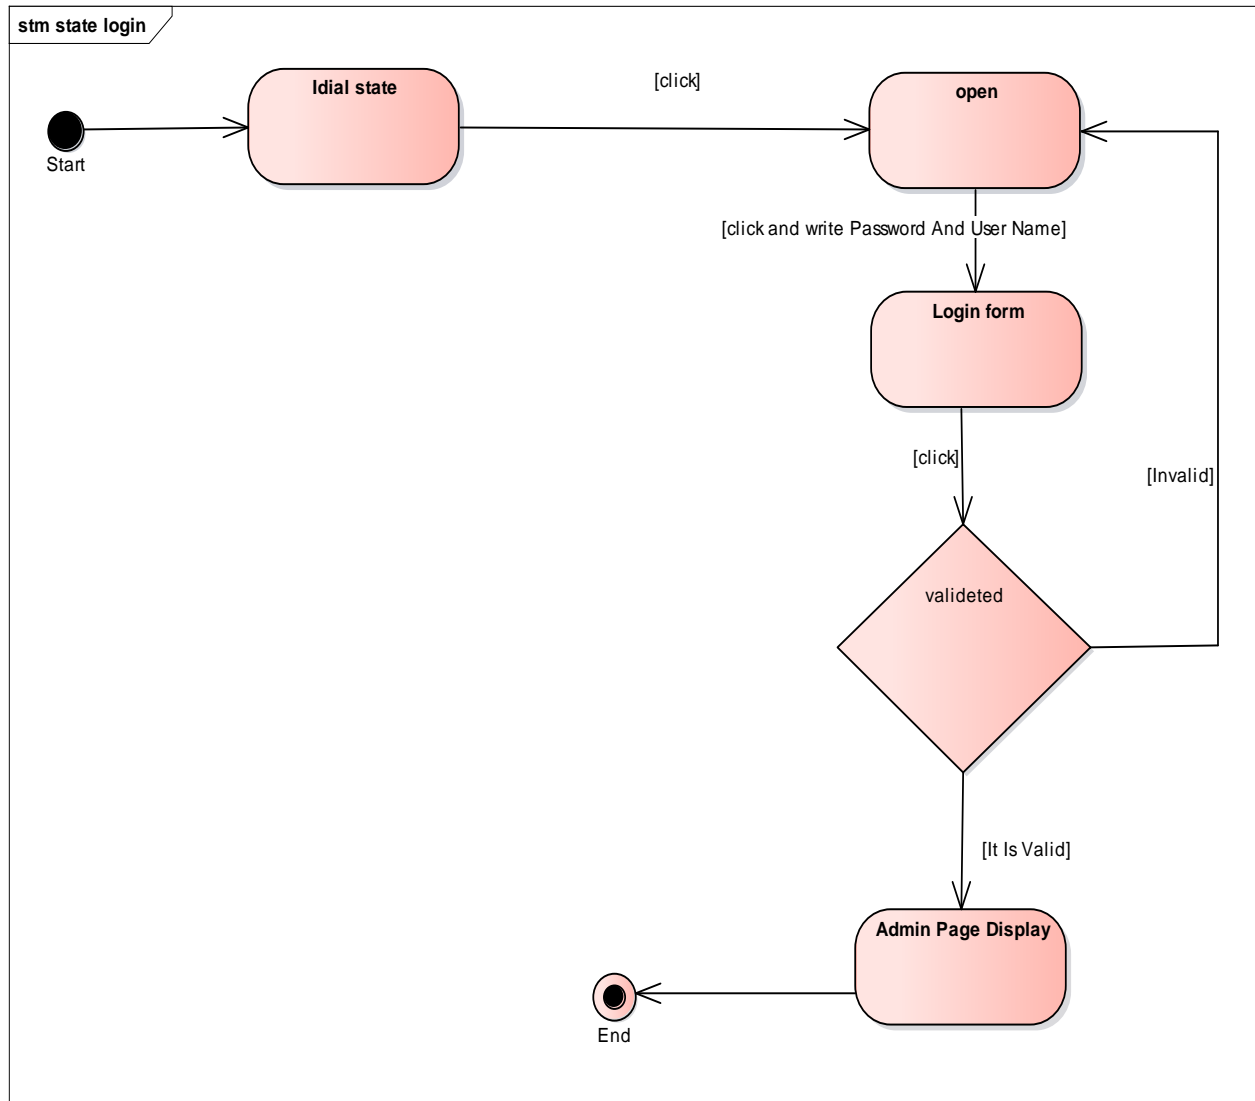 stm state login
Idial state
[click]
open
Start
[click and write Password And User Name]
Login form
[click]
[Invalid]
valideted
[It Is Valid]
Admin Page Display
End